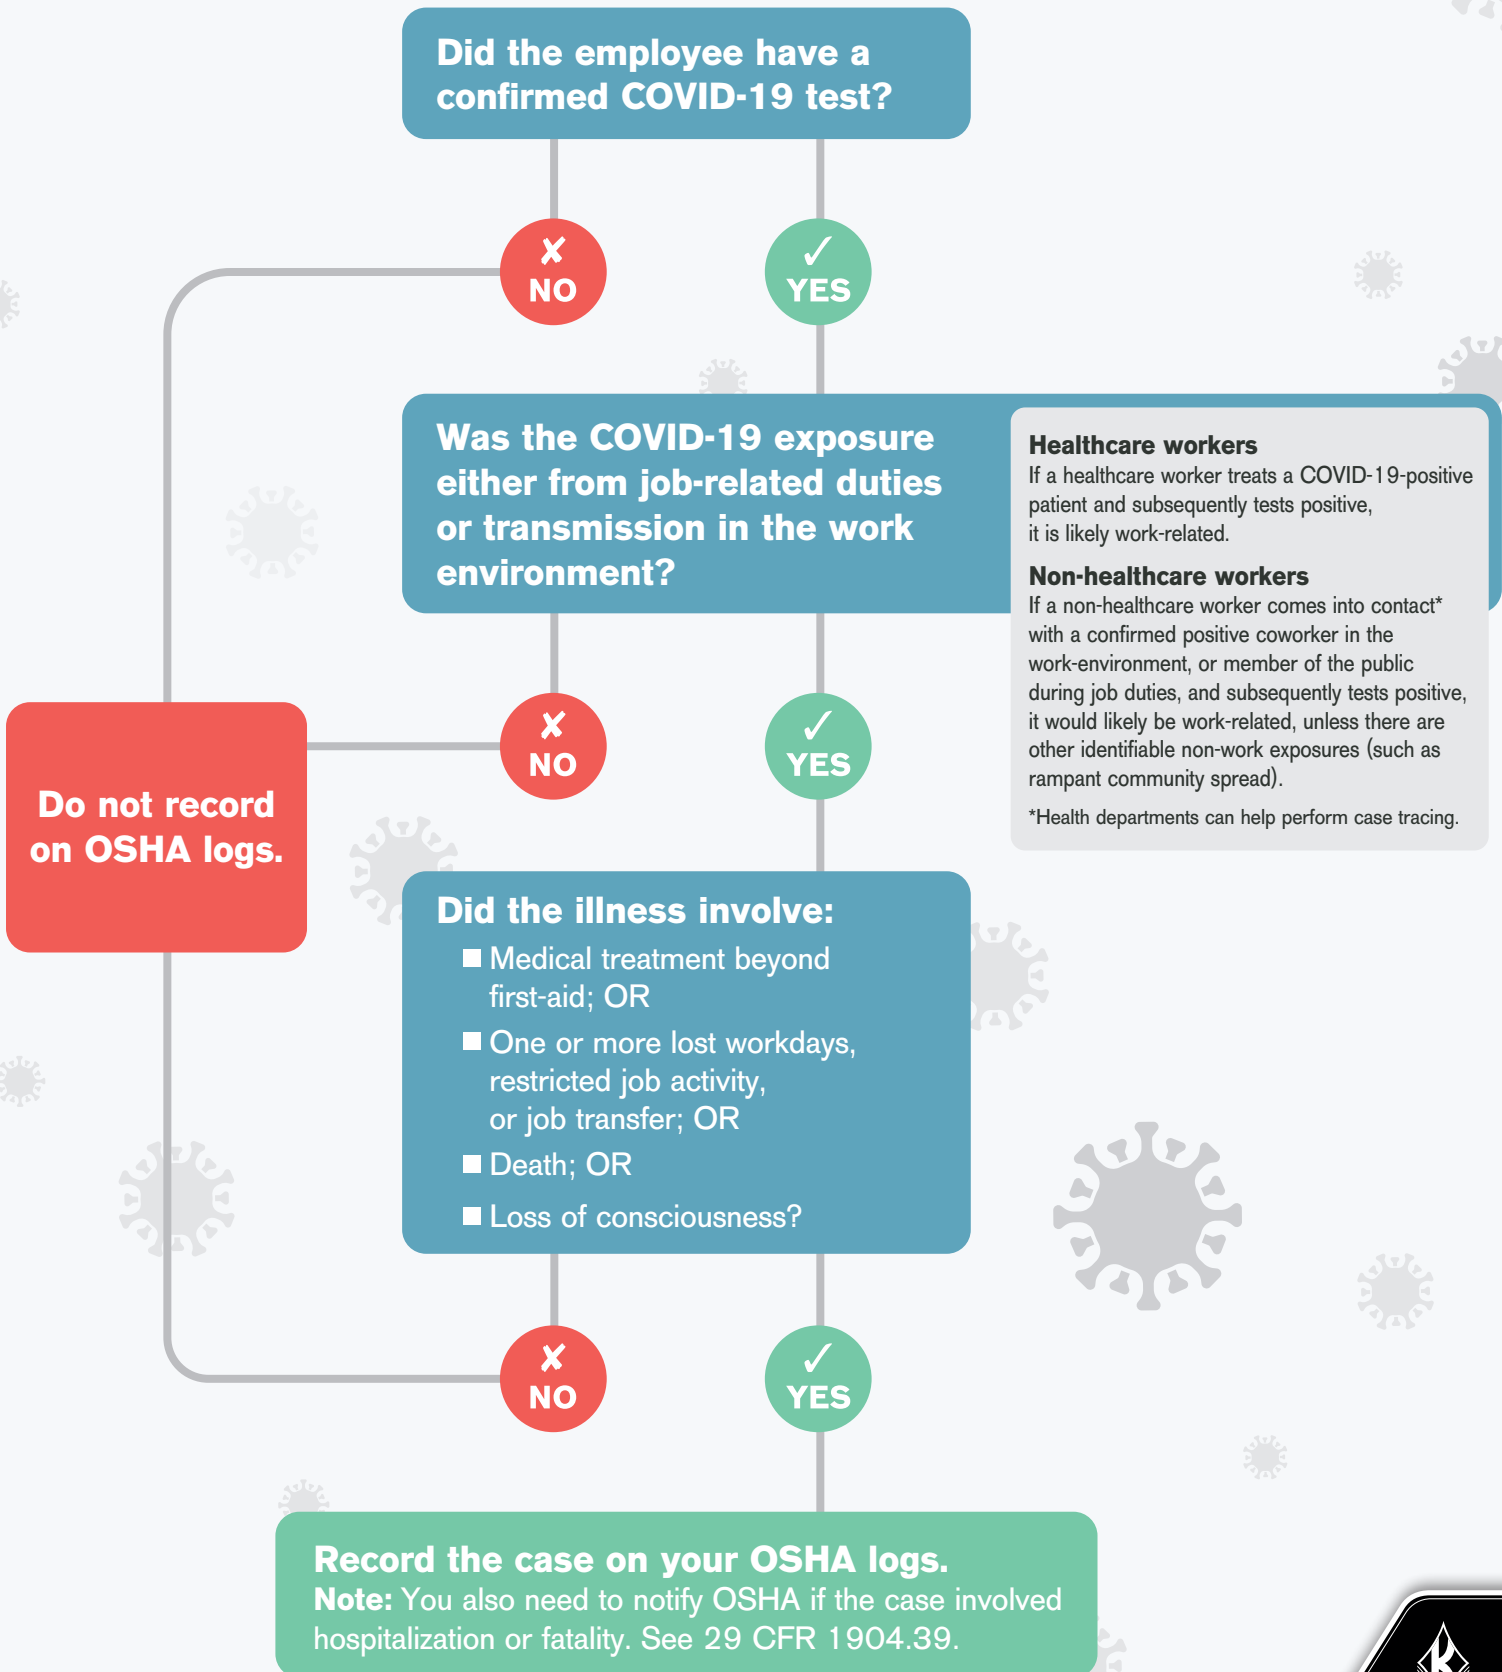 Did the employee have a
confirmed COVID-19 test?
✗
NO
✓
YES
Was the COVID-19 exposure
either from job-related duties
or transmission in the work
environment?
Healthcare workers
If a healthcare worker treats a COVID-19-positive
patient and subsequently tests positive,
it is likely work-related.
Non-healthcare workers
If a non-healthcare worker comes into contact*
with a confirmed positive coworker in the
work-environment, or member of the public
during job duties, and subsequently tests positive,
it would likely be work-related, unless there are
other identifiable non-work exposures (such as
rampant community spread).
*Health departments can help perform case tracing.
✗
NO
✓
YES
Do not record
on OSHA logs.
Did the illness involve:
■ Medical treatment beyond
first-aid; OR
■ One or more lost workdays,
restricted job activity,
or job transfer; OR
■ Death; OR
■ Loss of consciousness?
✗
NO
✓
YES
Record the case on your OSHA logs.
Note: You also need to notify OSHA if the case involved
hospitalization or fatality. See 29 CFR 1904.39.